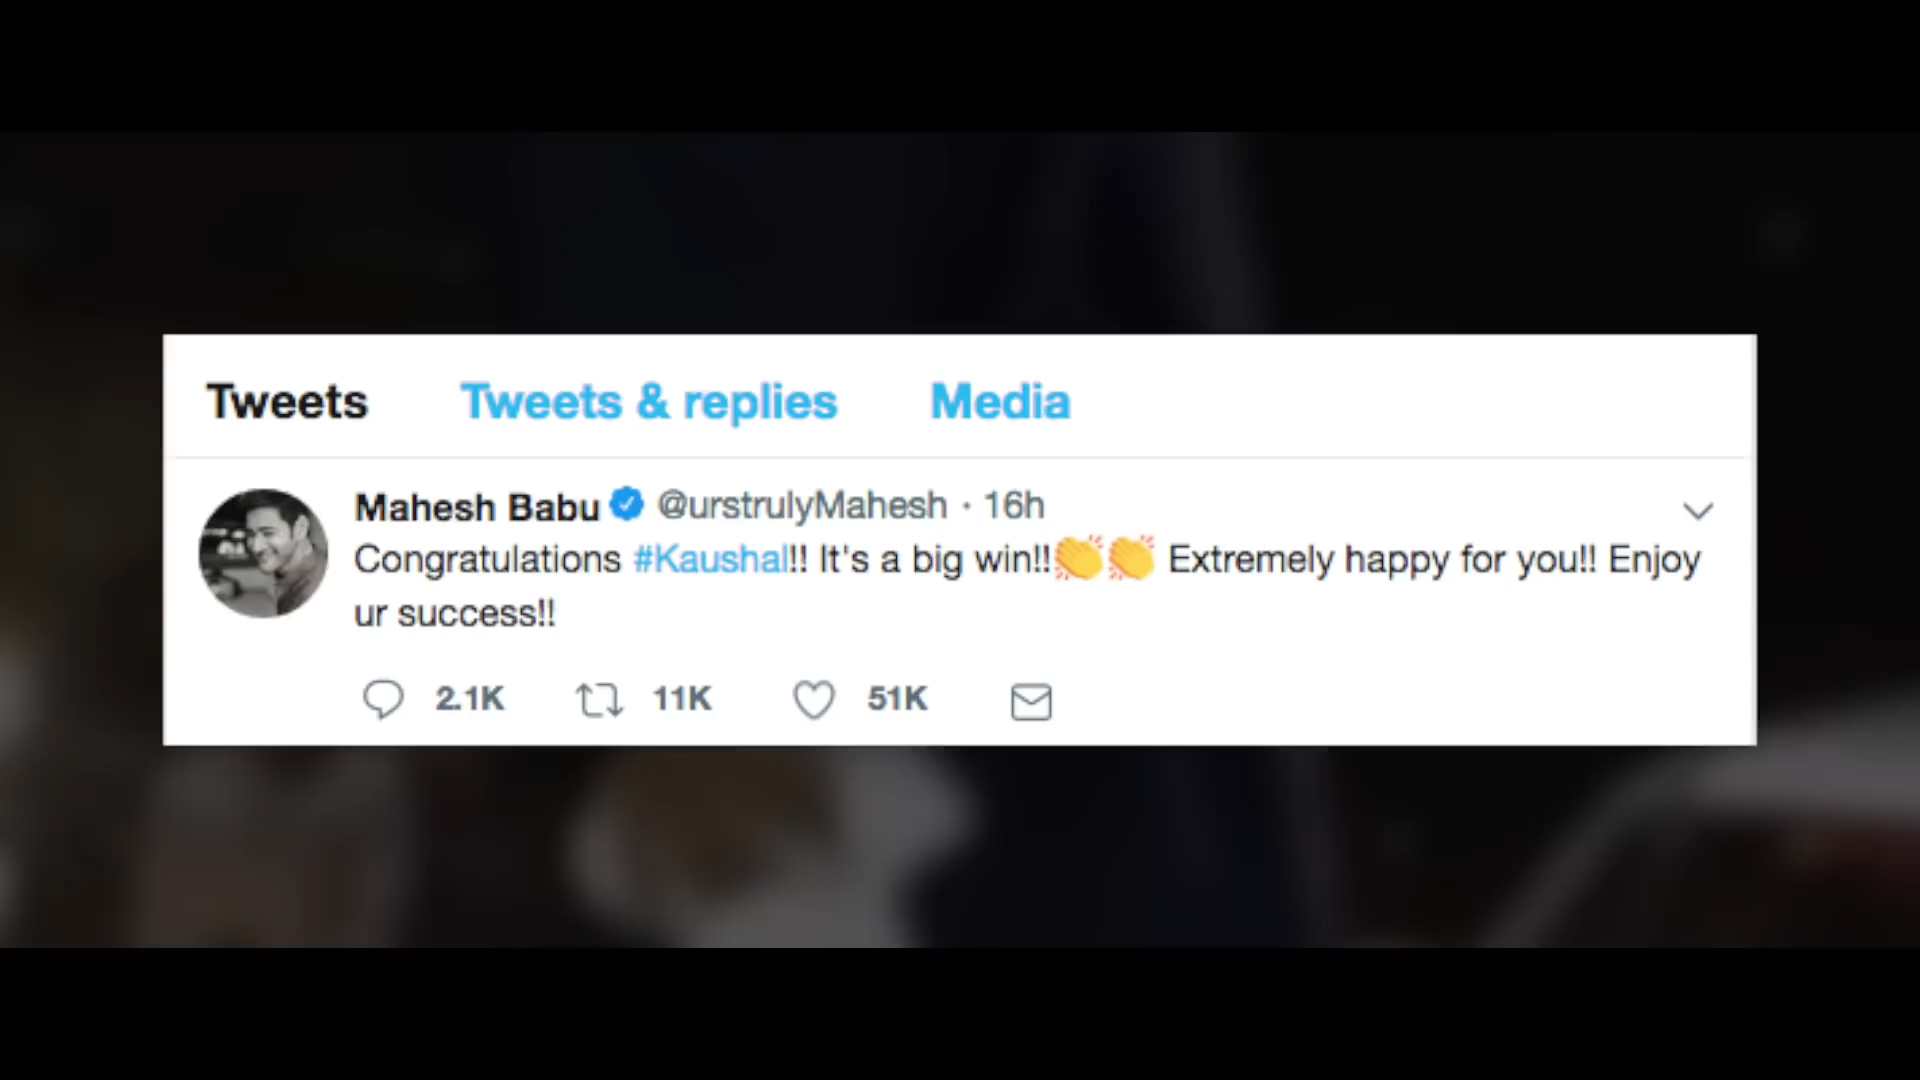 Tweets Tweets & replies Media
Mahesh Babu @urstrulyMahesh · 16h
Congratulations #Kaushal!! It's a big win!!👏👏 Extremely happy for you!! Enjoy
ur success!!
2.1K 11K 51K